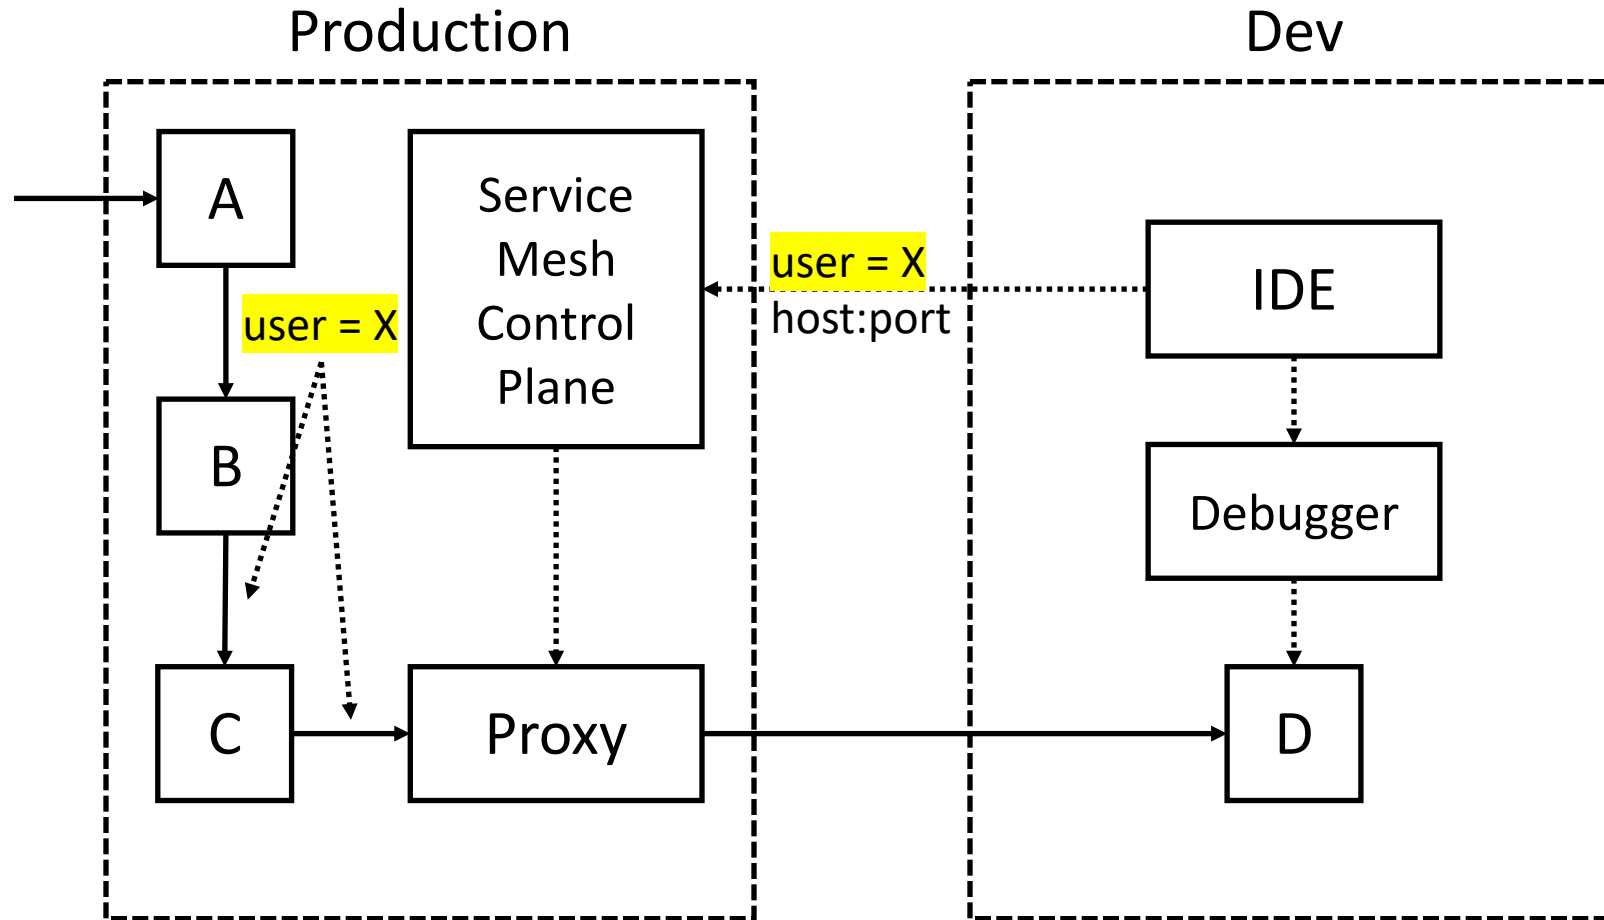 Production
Dev
A
Service
Mesh
Control
Plane
user = X
host:port
IDE
user = X
B
Debugger
C
Proxy
D